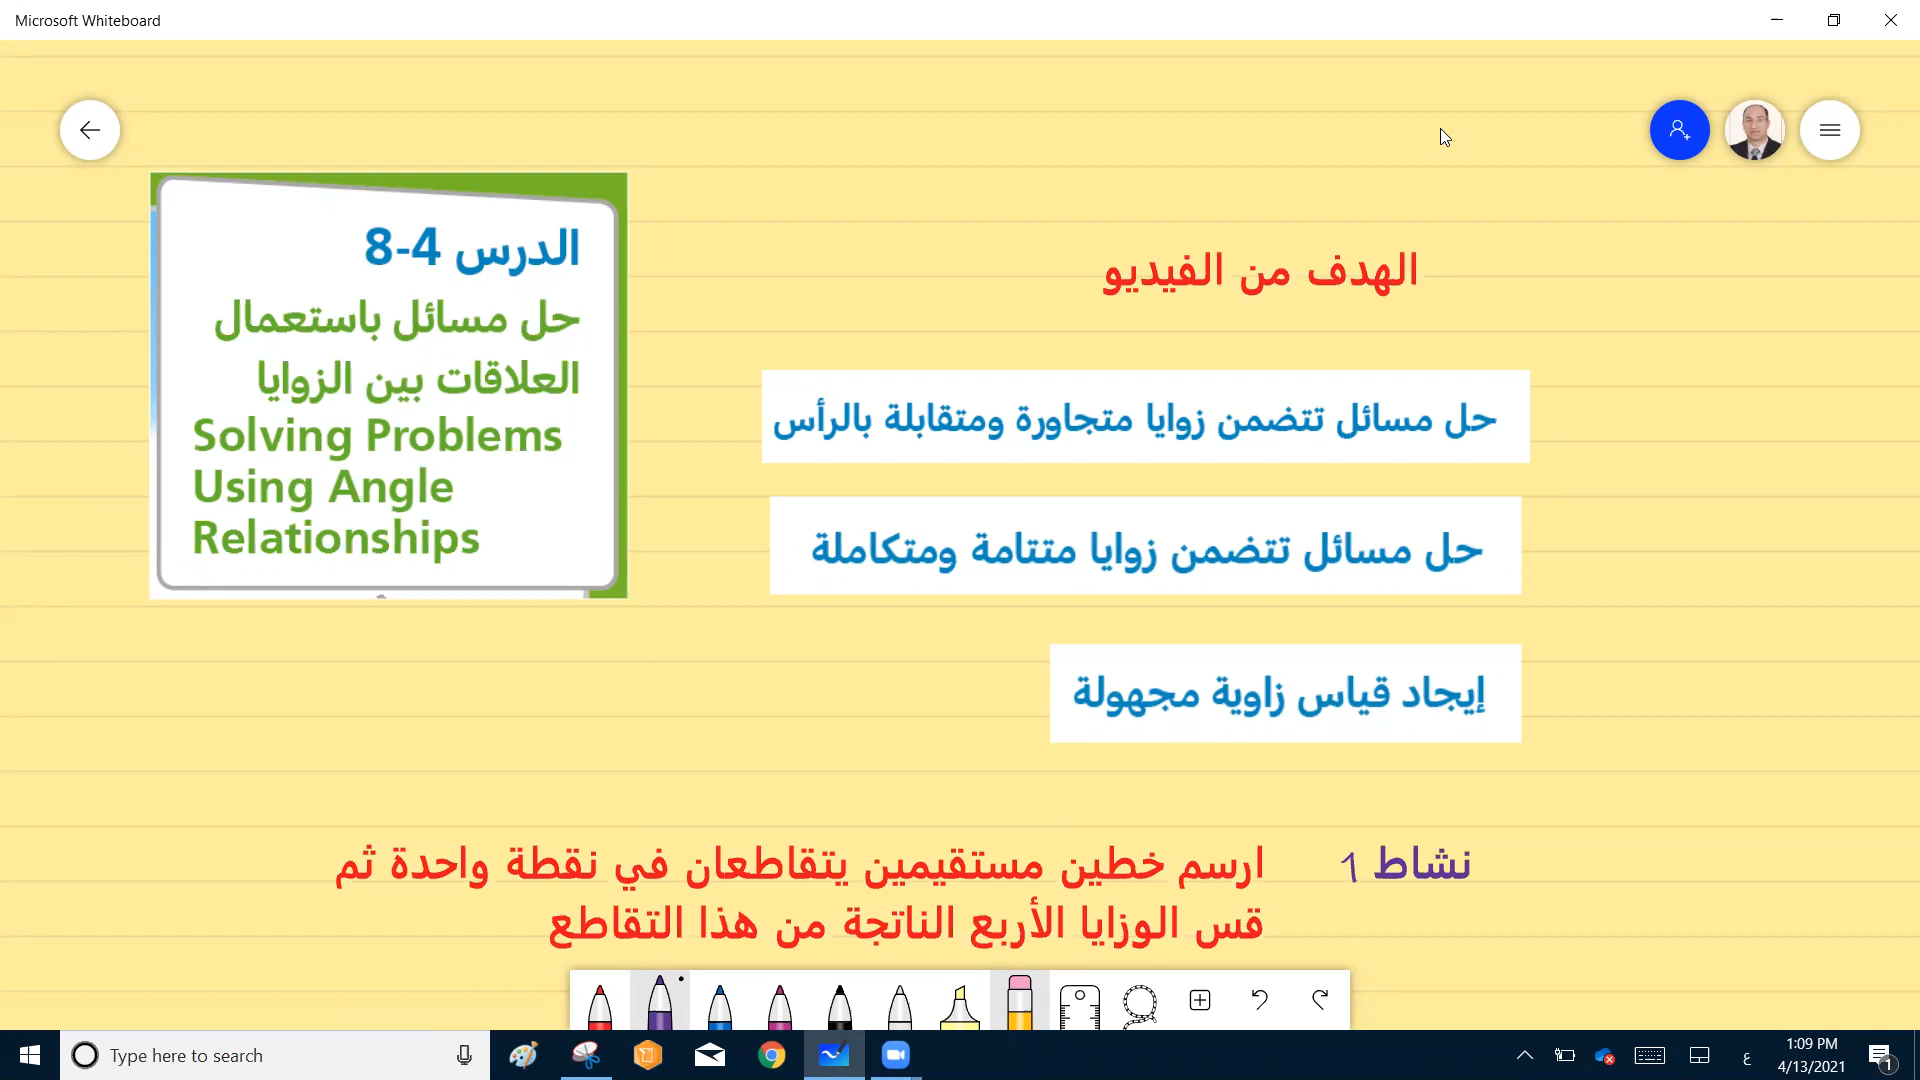 Microsoft Whiteboard
الدرس 4-8
حل مسائل باستعمال
العلاقات بين الزوايا
Solving Problems
Using Angle
Relationships
الهدف من الفيديو
حل مسائل تتضمن زوايا متجاورة ومتقابلة بالرأس
حل مسائل تتضمن زوايا متتامة ومتكاملة
إيجاد قياس زاوية مجهولة
نشاط 1
ارسم خطين مستقيمين يتقاطعان في نقطة واحدة ثم
قس الوزايا الأربع الناتجة من هذا التقاطع
Type here to search
ع
1:09 PM
4/13/2021
1